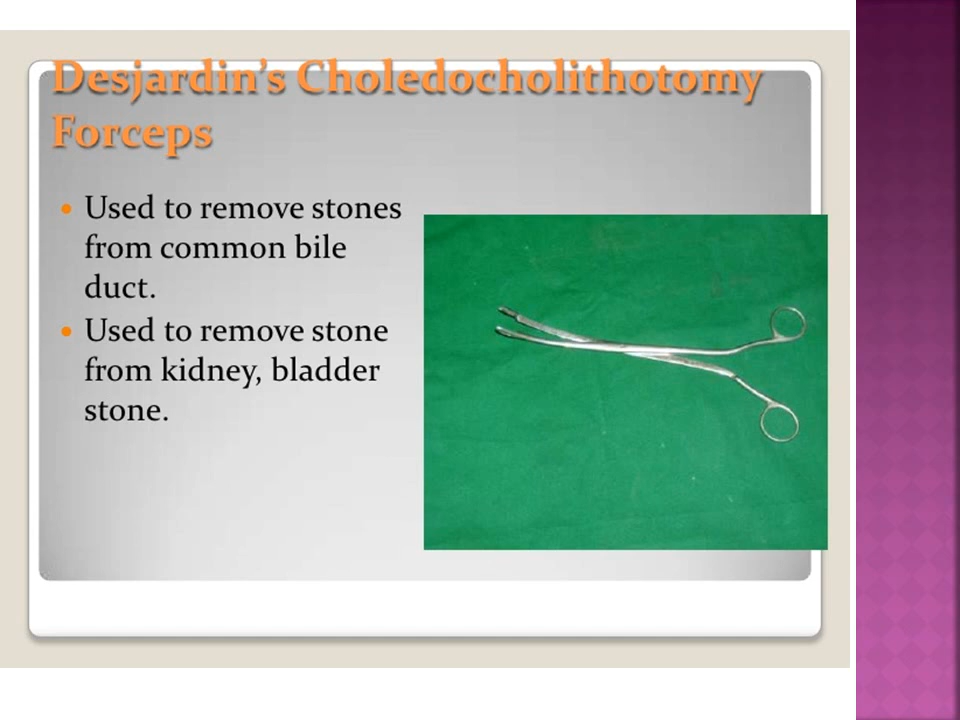 Desjardin's Choledocholithotomy
Forceps
• Used to remove stones
from common bile
duct.
• Used to remove stone
from kidney, bladder
stone.